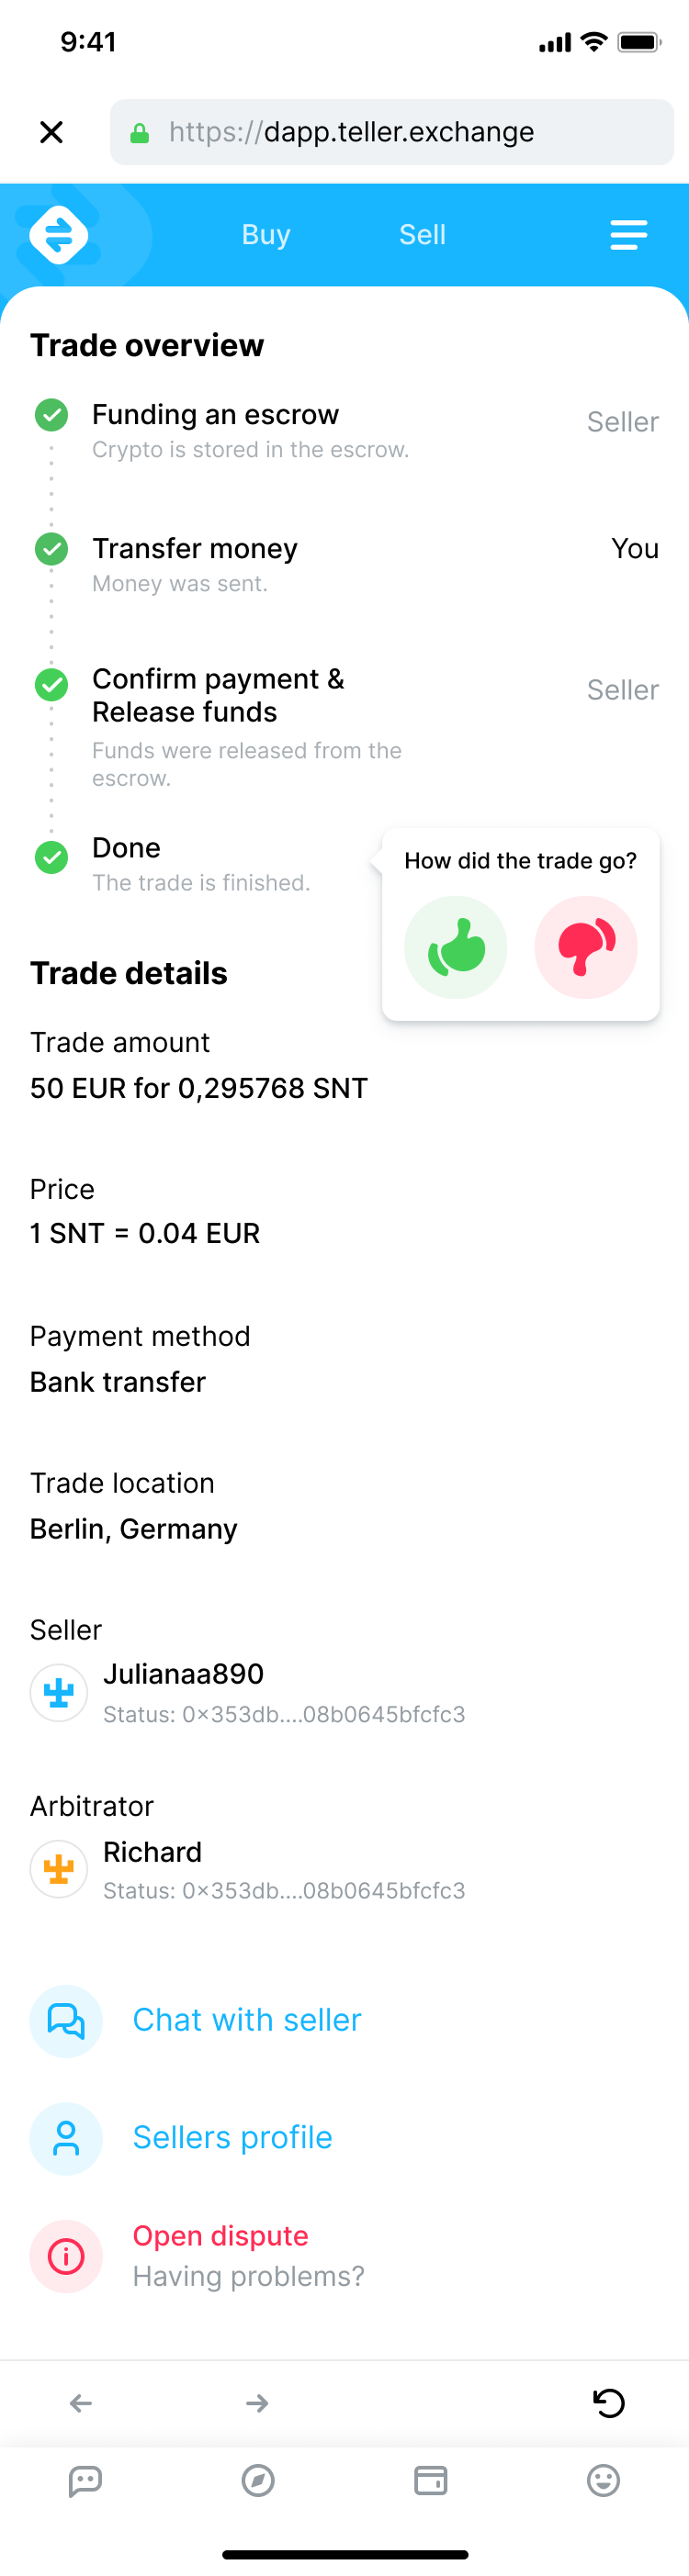 9:41
https://dapp.teller.exchange
Buy
Sell
Trade overview
Funding an escrow
Seller
Crypto is stored in the escrow.
Transfer money
You
Money was sent.
Confirm payment &
Release funds
Seller
Funds were released from the
escrow.
Done
The trade is finished.
How did the trade go?
Trade details
Trade amount
50 EUR for 0,295768 SNT
Price
1 SNT = 0.04 EUR
Payment method
Bank transfer
Trade location
Berlin, Germany
Seller
Julianaa890
Status: 0×353db....08b0645bfcfc3
Arbitrator
Richard
Status: 0×353db....08b0645bfcfc3
Chat with seller
Sellers profile
Open dispute
Having problems?